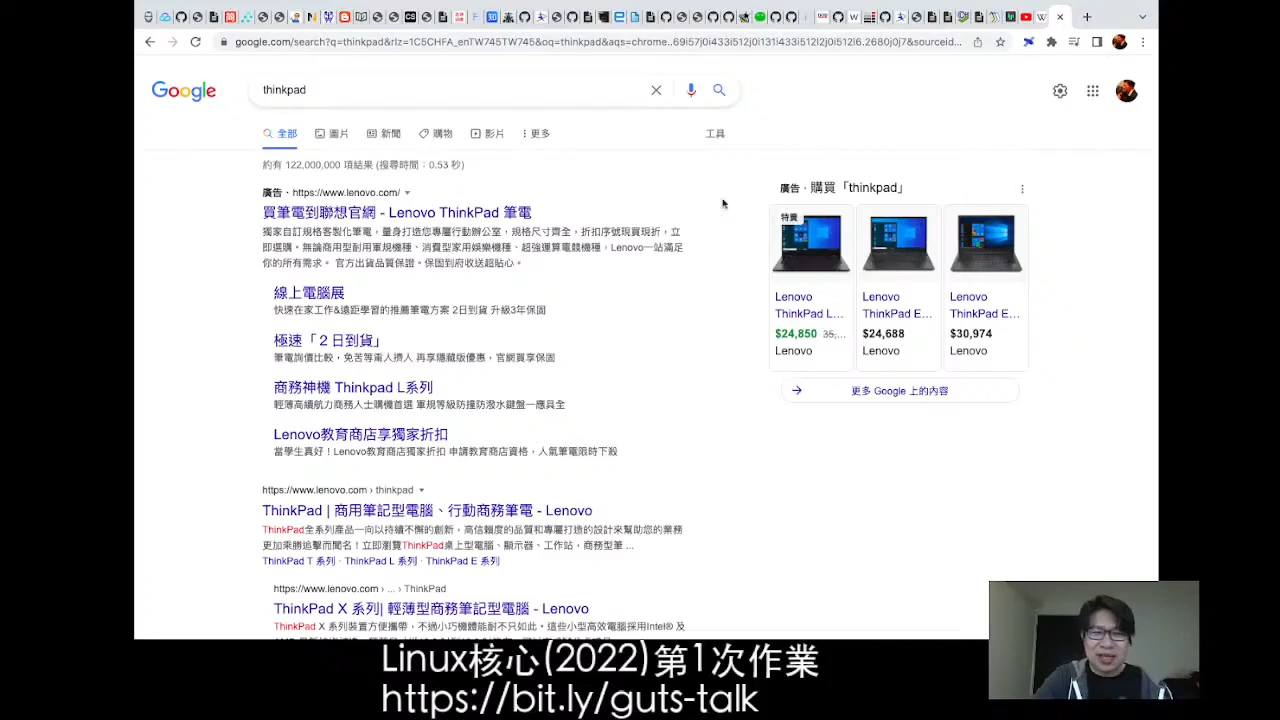 google.com/search?q=thinkpad&rlz=1C5CHFA_enTW745TW745&oq=thinkpad&aqs=chrome..69i57j0i433i512j0i131i433i512l2j0i512l6.2680j0j7&sourceid...
Google
thinkpad
全部
圖片
新聞
購物
影片
更多
工具
約有 122,000,000 項結果 (搜尋時間:0.53 秒)
廣告·https://www.lenovo.com/
買筆電到聯想官網 - Lenovo ThinkPad 筆電
獨家自訂規格客製化筆電,量身打造您專屬行動辦公室,規格尺寸齊全,折扣序號現買現折,立
即選購。無論商用型耐用軍規機種、消費型家用娛樂機種、超強運算電競機種,Lenovo一站滿足
你的所有需求。 官方出貨品質保證。保固到府收送超貼心。
線上電腦展
快速在家工作&遠距學習的推薦筆電方案 2日到貨 升級3年保固
極速「2日到貨」
筆電詢價比較,免苦等兩人擠人 再享隱藏版優惠,官網買享保固
商務神機 Thinkpad L系列
輕薄高續航力商務人士購機首選 軍規等級防撞防潑水鍵盤一應具全
Lenovo教育商店享獨家折扣
當學生真好!Lenovo教育商店獨家折扣 申請教育商店資格,人氣筆電限時下殺
https://www.lenovo.com › thinkpad
ThinkPad | 商用筆記型電腦、行動商務筆電 - Lenovo
ThinkPad全系列產品一向以持續不懈的創新,高信賴度的品質和專屬打造的設計來幫助您的業務
更加乘勝追擊而聞名!立即瀏覽ThinkPad桌上型電腦、顯示器、工作站,商務型筆 ...
ThinkPad T 系列 · ThinkPad L 系列 · ThinkPad E 系列
https://www.lenovo.com › ... › ThinkPad
ThinkPad X 系列| 輕薄型商務筆記型電腦 - Lenovo
ThinkPad X 系列裝置方便攜帶,不過小巧機體能耐不只如此。這些小型高效電腦採用Intel® 及
廣告·購買「thinkpad」
特賣
Lenovo
ThinkPad L...
$24,850 35,...
Lenovo
Lenovo
ThinkPad E...
$24,688
Lenovo
Lenovo
ThinkPad E...
$30,974
Lenovo
更多 Google 上的內容
Linux核心(2022)第1次作業
https://bit.ly/guts-talk